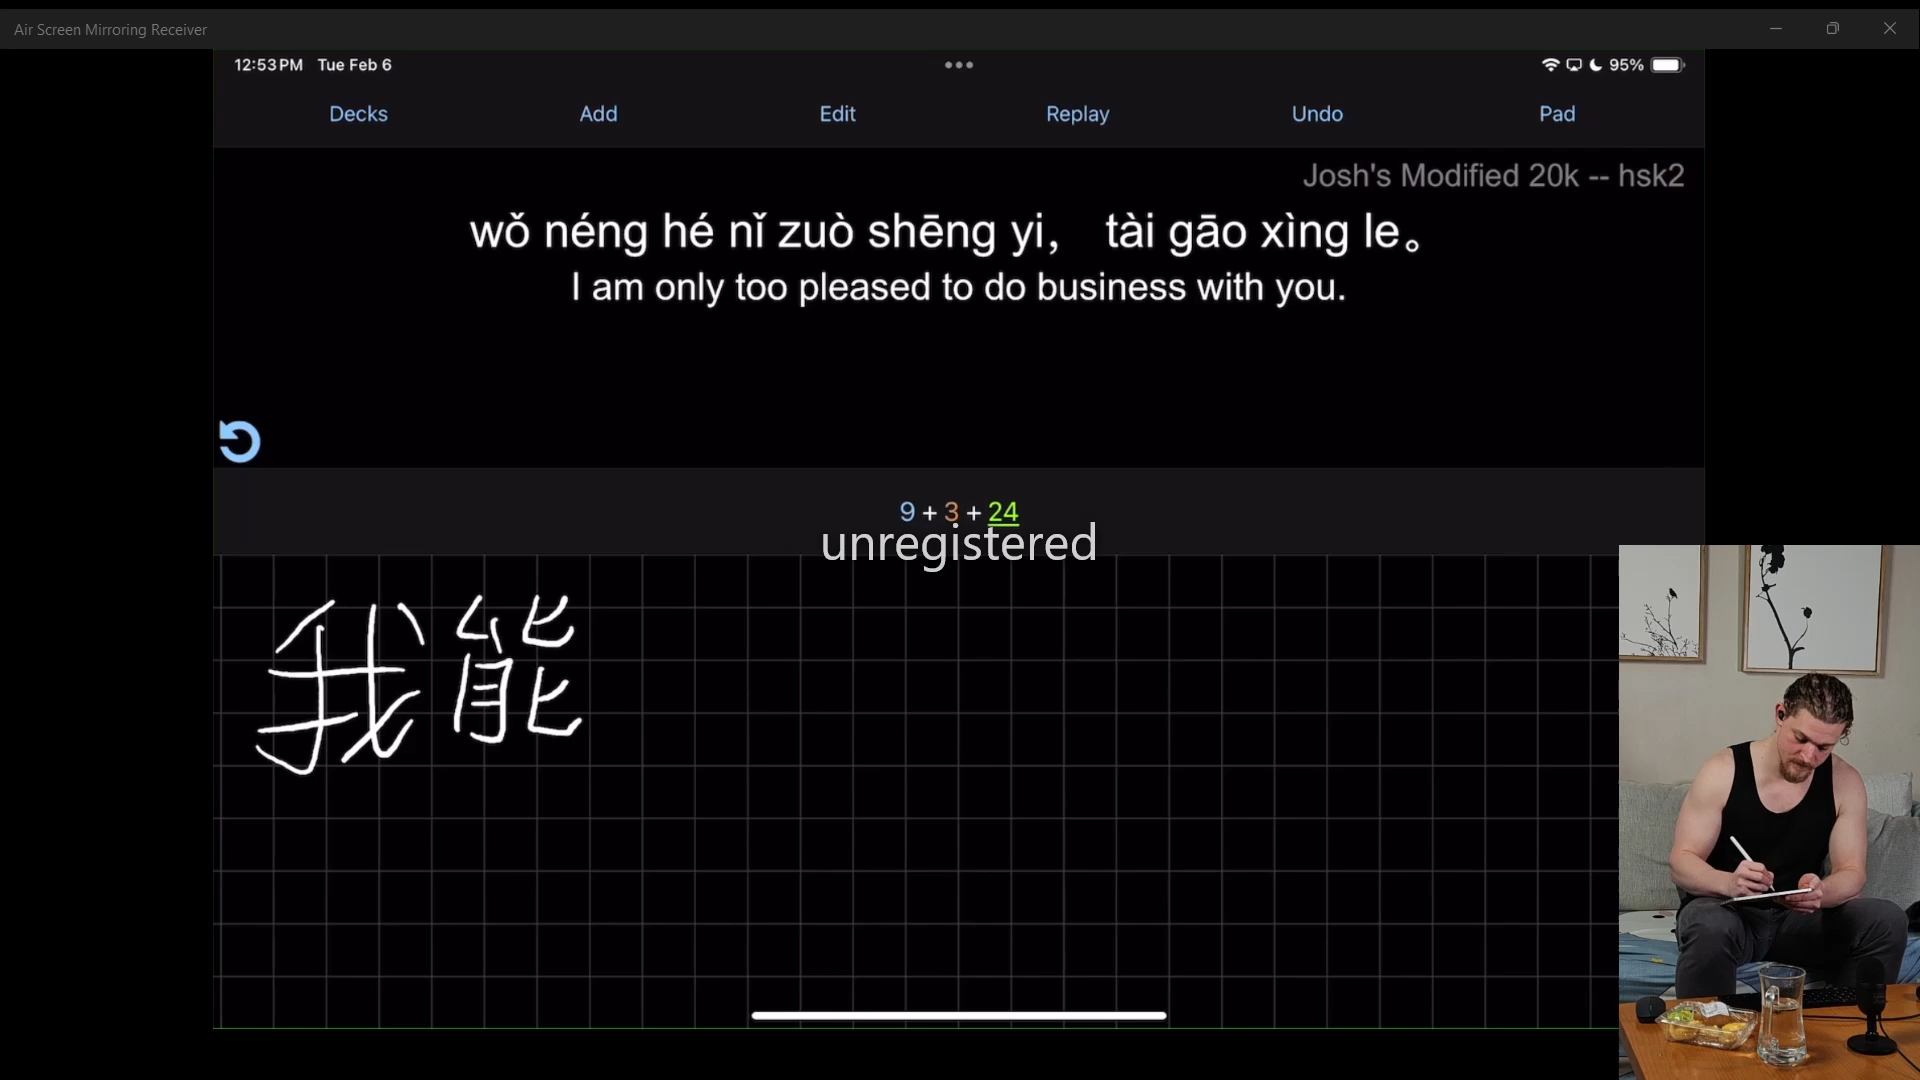 Air Screen Mirroring Receiver
12:53 PM Tue Feb 6
95%
Decks Add Edit Replay Undo Pad
Josh's Modified 20k -- hsk2
wǒ néng hé nǐ zuò shēng yi， tài gāo xìng le。
I am only too pleased to do business with you.
9 + 3 + 24
unregistered
我能